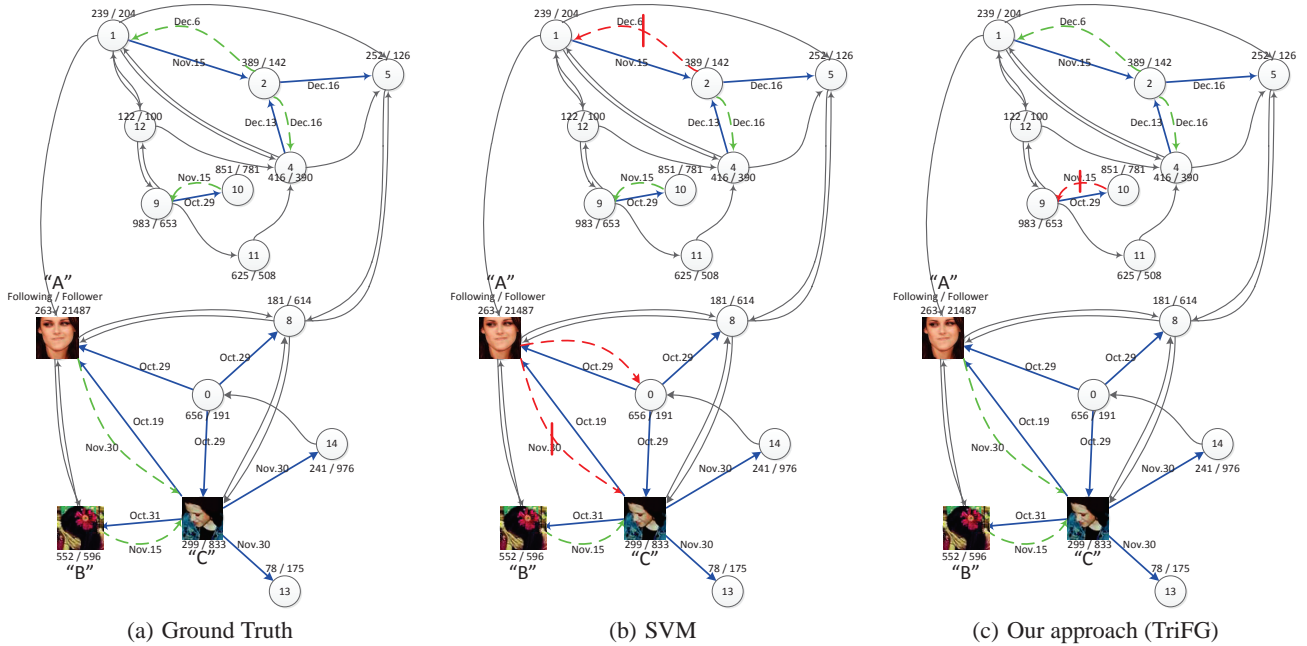 239 / 204
Dec.6
1
252 / 126
389 / 142
Nov.15
5
2
Dec.16
122 / 100
12
Dec.13
Dec.16
4
851 / 781
416 / 390
Nov.15
10
9
Oct.29
983 / 653
11
625 / 508
“A”
Following / Follower
263 / 21487
181 / 614
8
Oct.29
Oct.29
0
656 / 191
Oct.19
Oct.29
Nov.30
14
Nov.30
241 / 976
Oct.31
552 / 596
Nov.15
299 / 833
“B”
“C”
Nov.30
78 / 175
13
(a) Ground Truth
239 / 204
Dec.6
1
252 / 126
389 / 142
Nov.15
5
2
Dec.16
122 / 100
12
Dec.13
Dec.16
4
851 / 781
416 / 390
Nov.15
10
9
Oct.29
983 / 653
11
625 / 508
“A”
Following / Follower
263 / 21487
181 / 614
8
Oct.29
Oct.29
0
656 / 191
Oct.19
Oct.29
Nov.30
14
Nov.30
241 / 976
Oct.31
552 / 596
Nov.15
299 / 833
“B”
“C”
Nov.30
78 / 175
13
(b) SVM
239 / 204
Dec.6
1
252 / 126
389 / 142
Nov.15
5
2
Dec.16
122 / 100
12
Dec.13
Dec.16
4
851 / 781
416 / 390
Nov.15
10
9
Oct.29
983 / 653
11
625 / 508
“A”
Following / Follower
263 / 21487
181 / 614
8
Oct.29
Oct.29
0
656 / 191
Oct.19
Oct.29
Nov.30
14
Nov.30
241 / 976
Oct.31
552 / 596
Nov.15
299 / 833
“B”
“C”
Nov.30
78 / 175
13
(c) Our approach (TriFG)